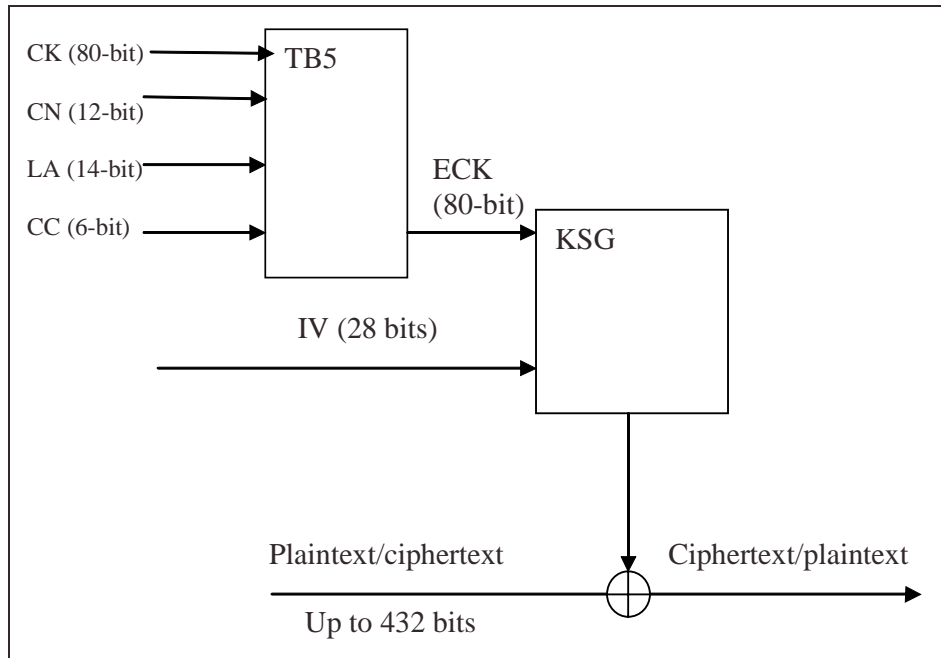 CK (80-bit)
TB5
CN (12-bit)
LA (14-bit)
ECK
(80-bit)
CC (6-bit)
KSG
IV (28 bits)
Plaintext/ciphertext
Ciphertext/plaintext
Up to 432 bits